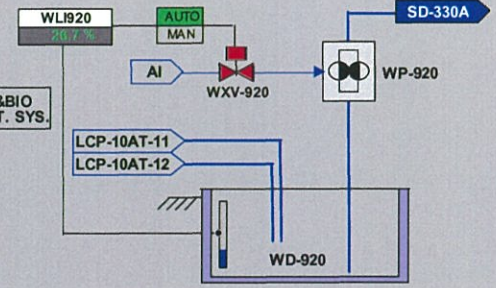 SD-330A
WLI920
26.7 %
AUTO
MAN
AI
WXV-920
WP-920
&BIO
T. SYS.
LCP-10AT-11
LCP-10AT-12
WD-920